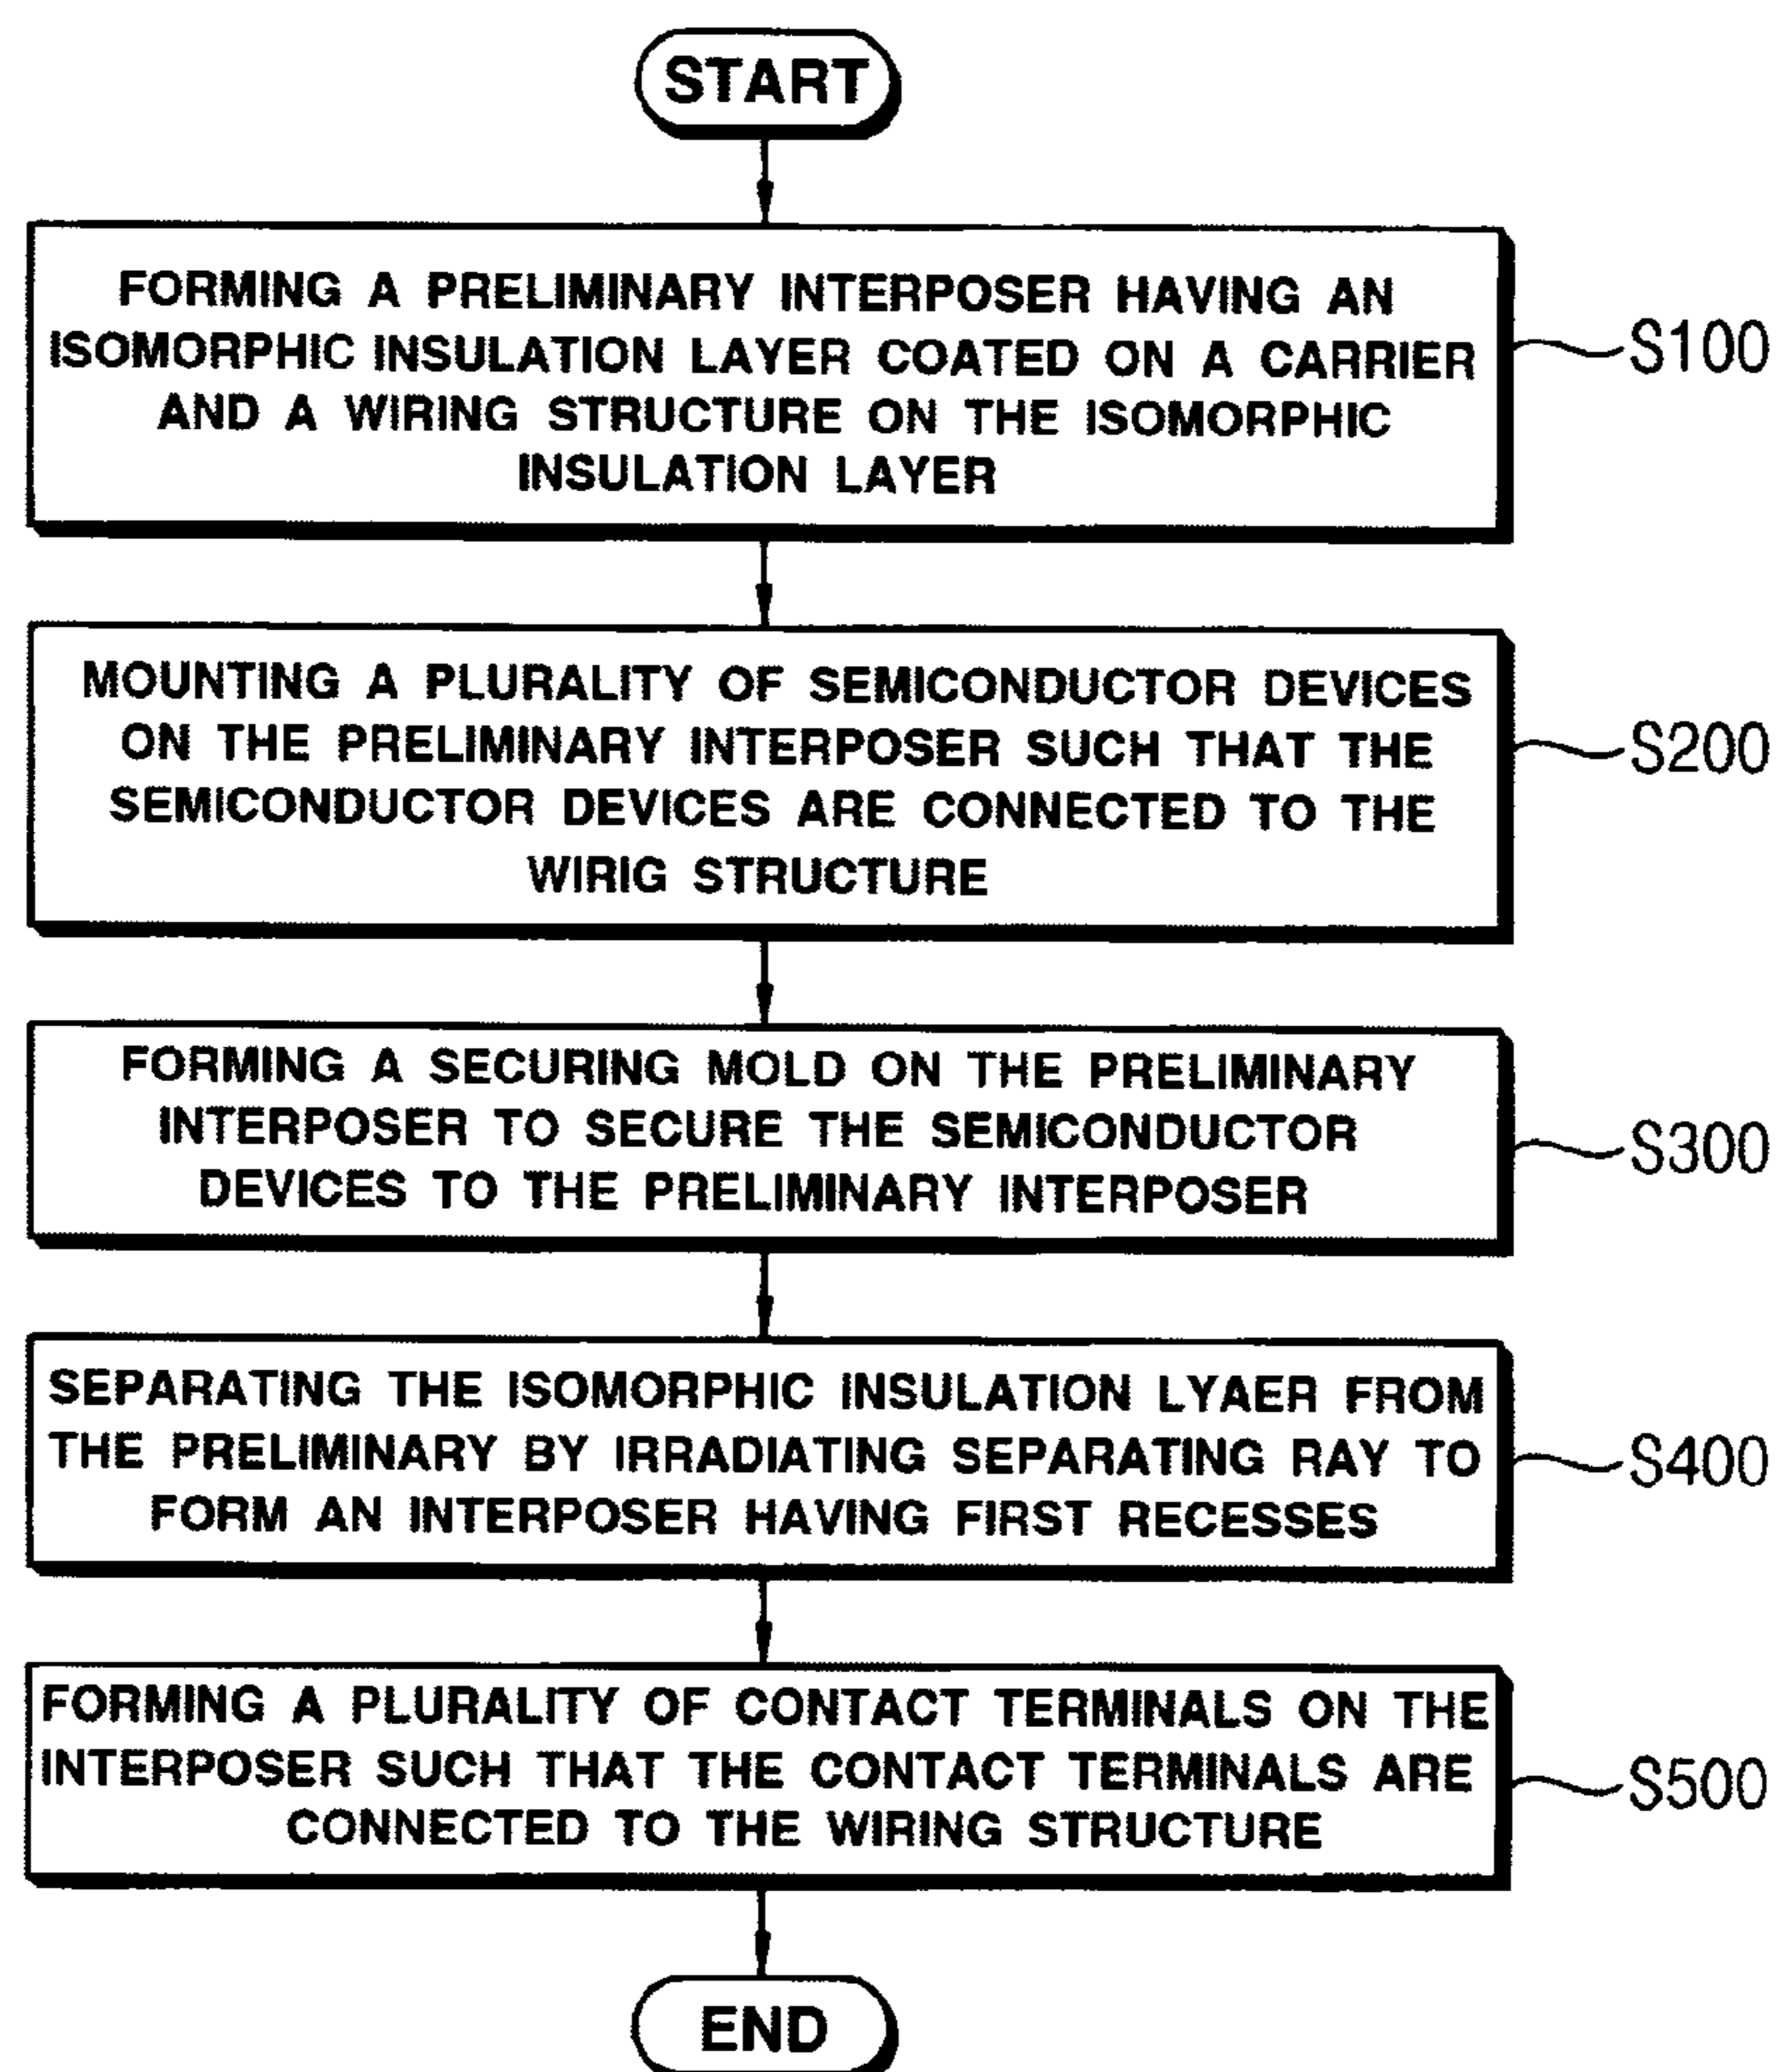 START
FORMING A PRELIMINARY INTERPOSER HAVING AN
ISOMORPHIC INSULATION LAYER COATED ON A CARRIER
AND A WIRING STRUCTURE ON THE ISOMORPHIC
INSULATION LAYER
S100
MOUNTING A PLURALITY OF SEMICONDUCTOR DEVICES
ON THE PRELIMINARY INTERPOSER SUCH THAT THE
SEMICONDUCTOR DEVICES ARE CONNECTED TO THE
WIRIG STRUCTURE
S200
FORMING A SECURING MOLD ON THE PRELIMINARY
INTERPOSER TO SECURE THE SEMICONDUCTOR
DEVICES TO THE PRELIMINARY INTERPOSER
S300
SEPARATING THE ISOMORPHIC INSULATION LYAER FROM
THE PRELIMINARY BY IRRADIATING SEPARATING RAY TO
FORM AN INTERPOSER HAVING FIRST RECESSES
S400
FORMING A PLURALITY OF CONTACT TERMINALS ON THE
INTERPOSER SUCH THAT THE CONTACT TERMINALS ARE
CONNECTED TO THE WIRING STRUCTURE
S500
END